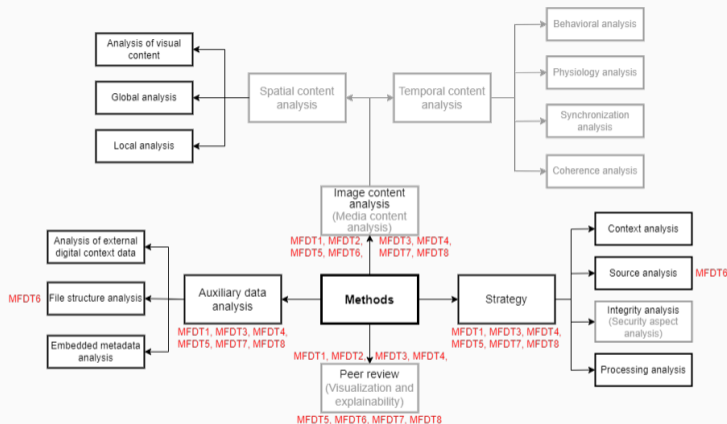 Behavioral analysis
Analysis of visual
content
Physiology analysis
Spatial content
analysis
Temporal content
analysis
Global analysis
Synchronization
analysis
Local analysis
Coherence analysis
Image content
analysis
(Media content
analysis)
MFDT1, MFDT2,
MFDT5, MFDT6,
MFDT3, MFDT4,
MFDT7, MFDT8
Analysis of external
digital context data
Context analysis
MFDT6
File structure analysis
Auxiliary data
analysis
Methods
Strategy
Source analysis
MFDT6
MFDT1, MFDT3, MFDT4,
MFDT5, MFDT7, MFDT8
MFDT1, MFDT3, MFDT4,
MFDT5, MFDT7, MFDT8
Integrity analysis
(Security aspect
analysis)
Embedded metadata
analysis
Processing analysis
MFDT1, MFDT2,
MFDT3, MFDT4,
Peer review
(Visualization and
explainability)
MFDT5, MFDT6, MFDT7, MFDT8